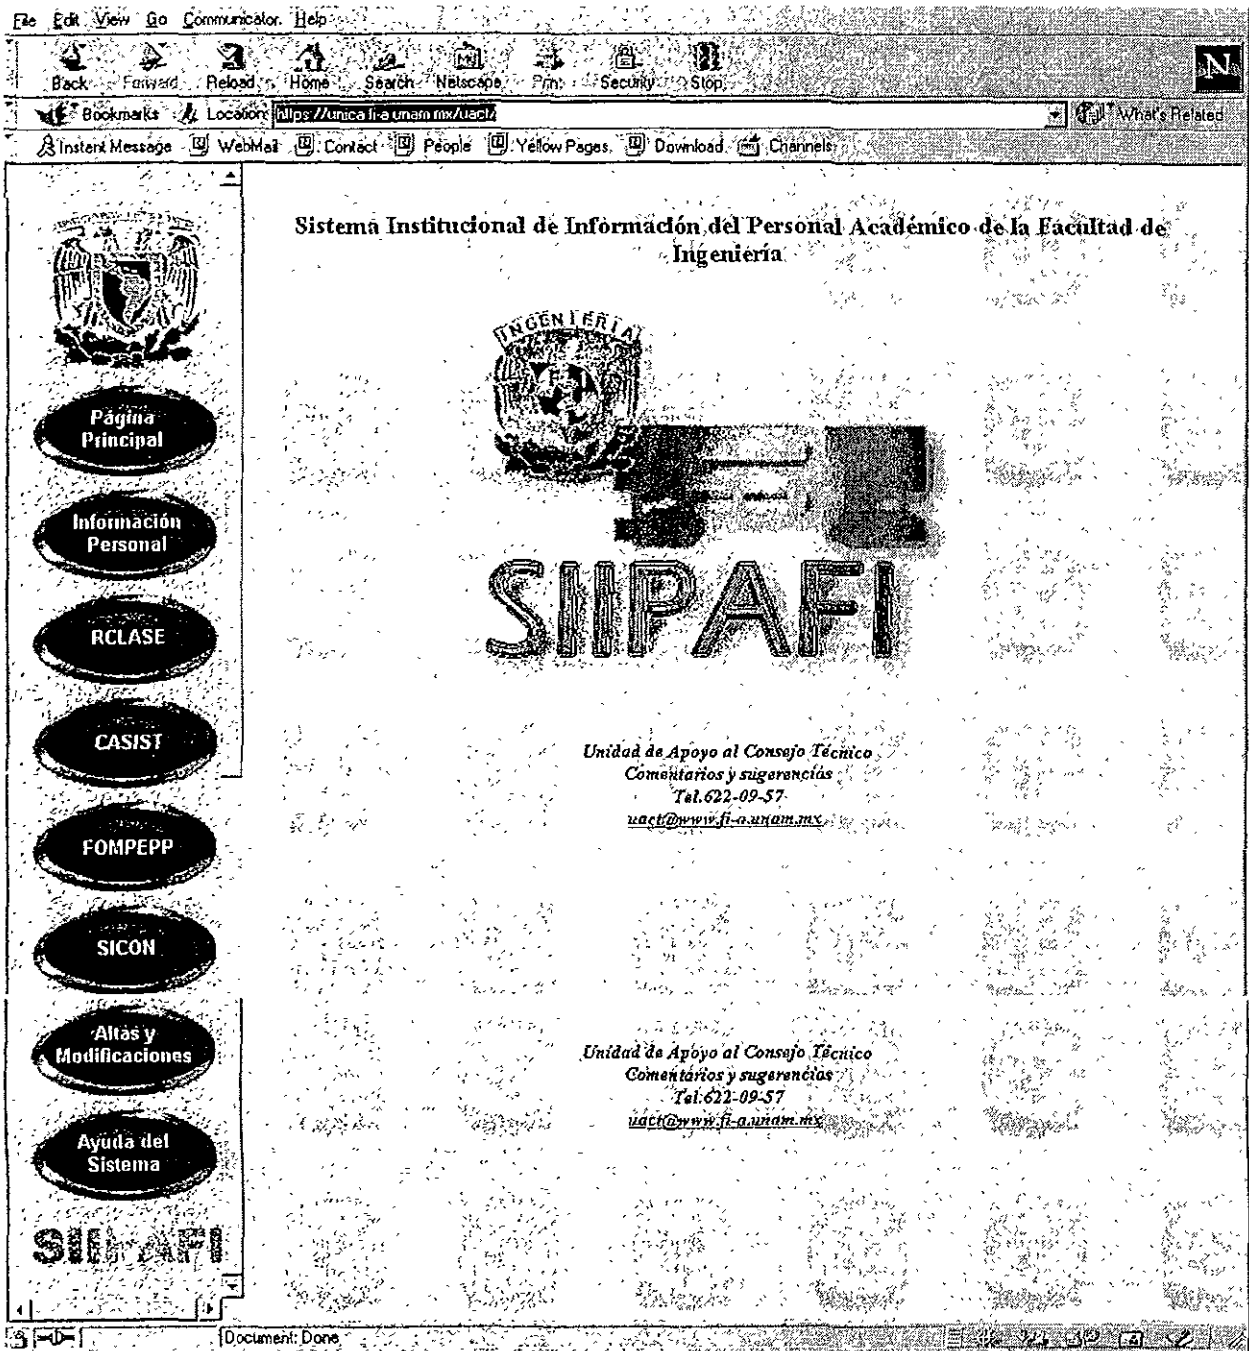 File Edit View Go Communicator Help
Back Forward Reload Home Search Netscape Print Security Stop
N
Bookmarks Location: https://unica.fi-a.unam.mx/uact/ What's Related
Instant Message WebMail Contact People Yellow Pages Download Channels
Sistema Institucional de Información del Personal Académico de la Facultad de
Ingeniería
INGENIERIA
SIIPAFI
Página
Principal
Información
Personal
RCLASE
CASIST
FOMPEPP
SICON
Altas y
Modificaciones
Ayuda del
Sistema
SIIPAFI
Unidad de Apoyo al Consejo Técnico
Comentarios y sugerencias
Tel.622-09-57
uact@www.fi-a.unam.mx
Unidad de Apoyo al Consejo Técnico
Comentarios y sugerencias
Tel.622-09-57
uact@www.fi-a.unam.mx
Document: Done